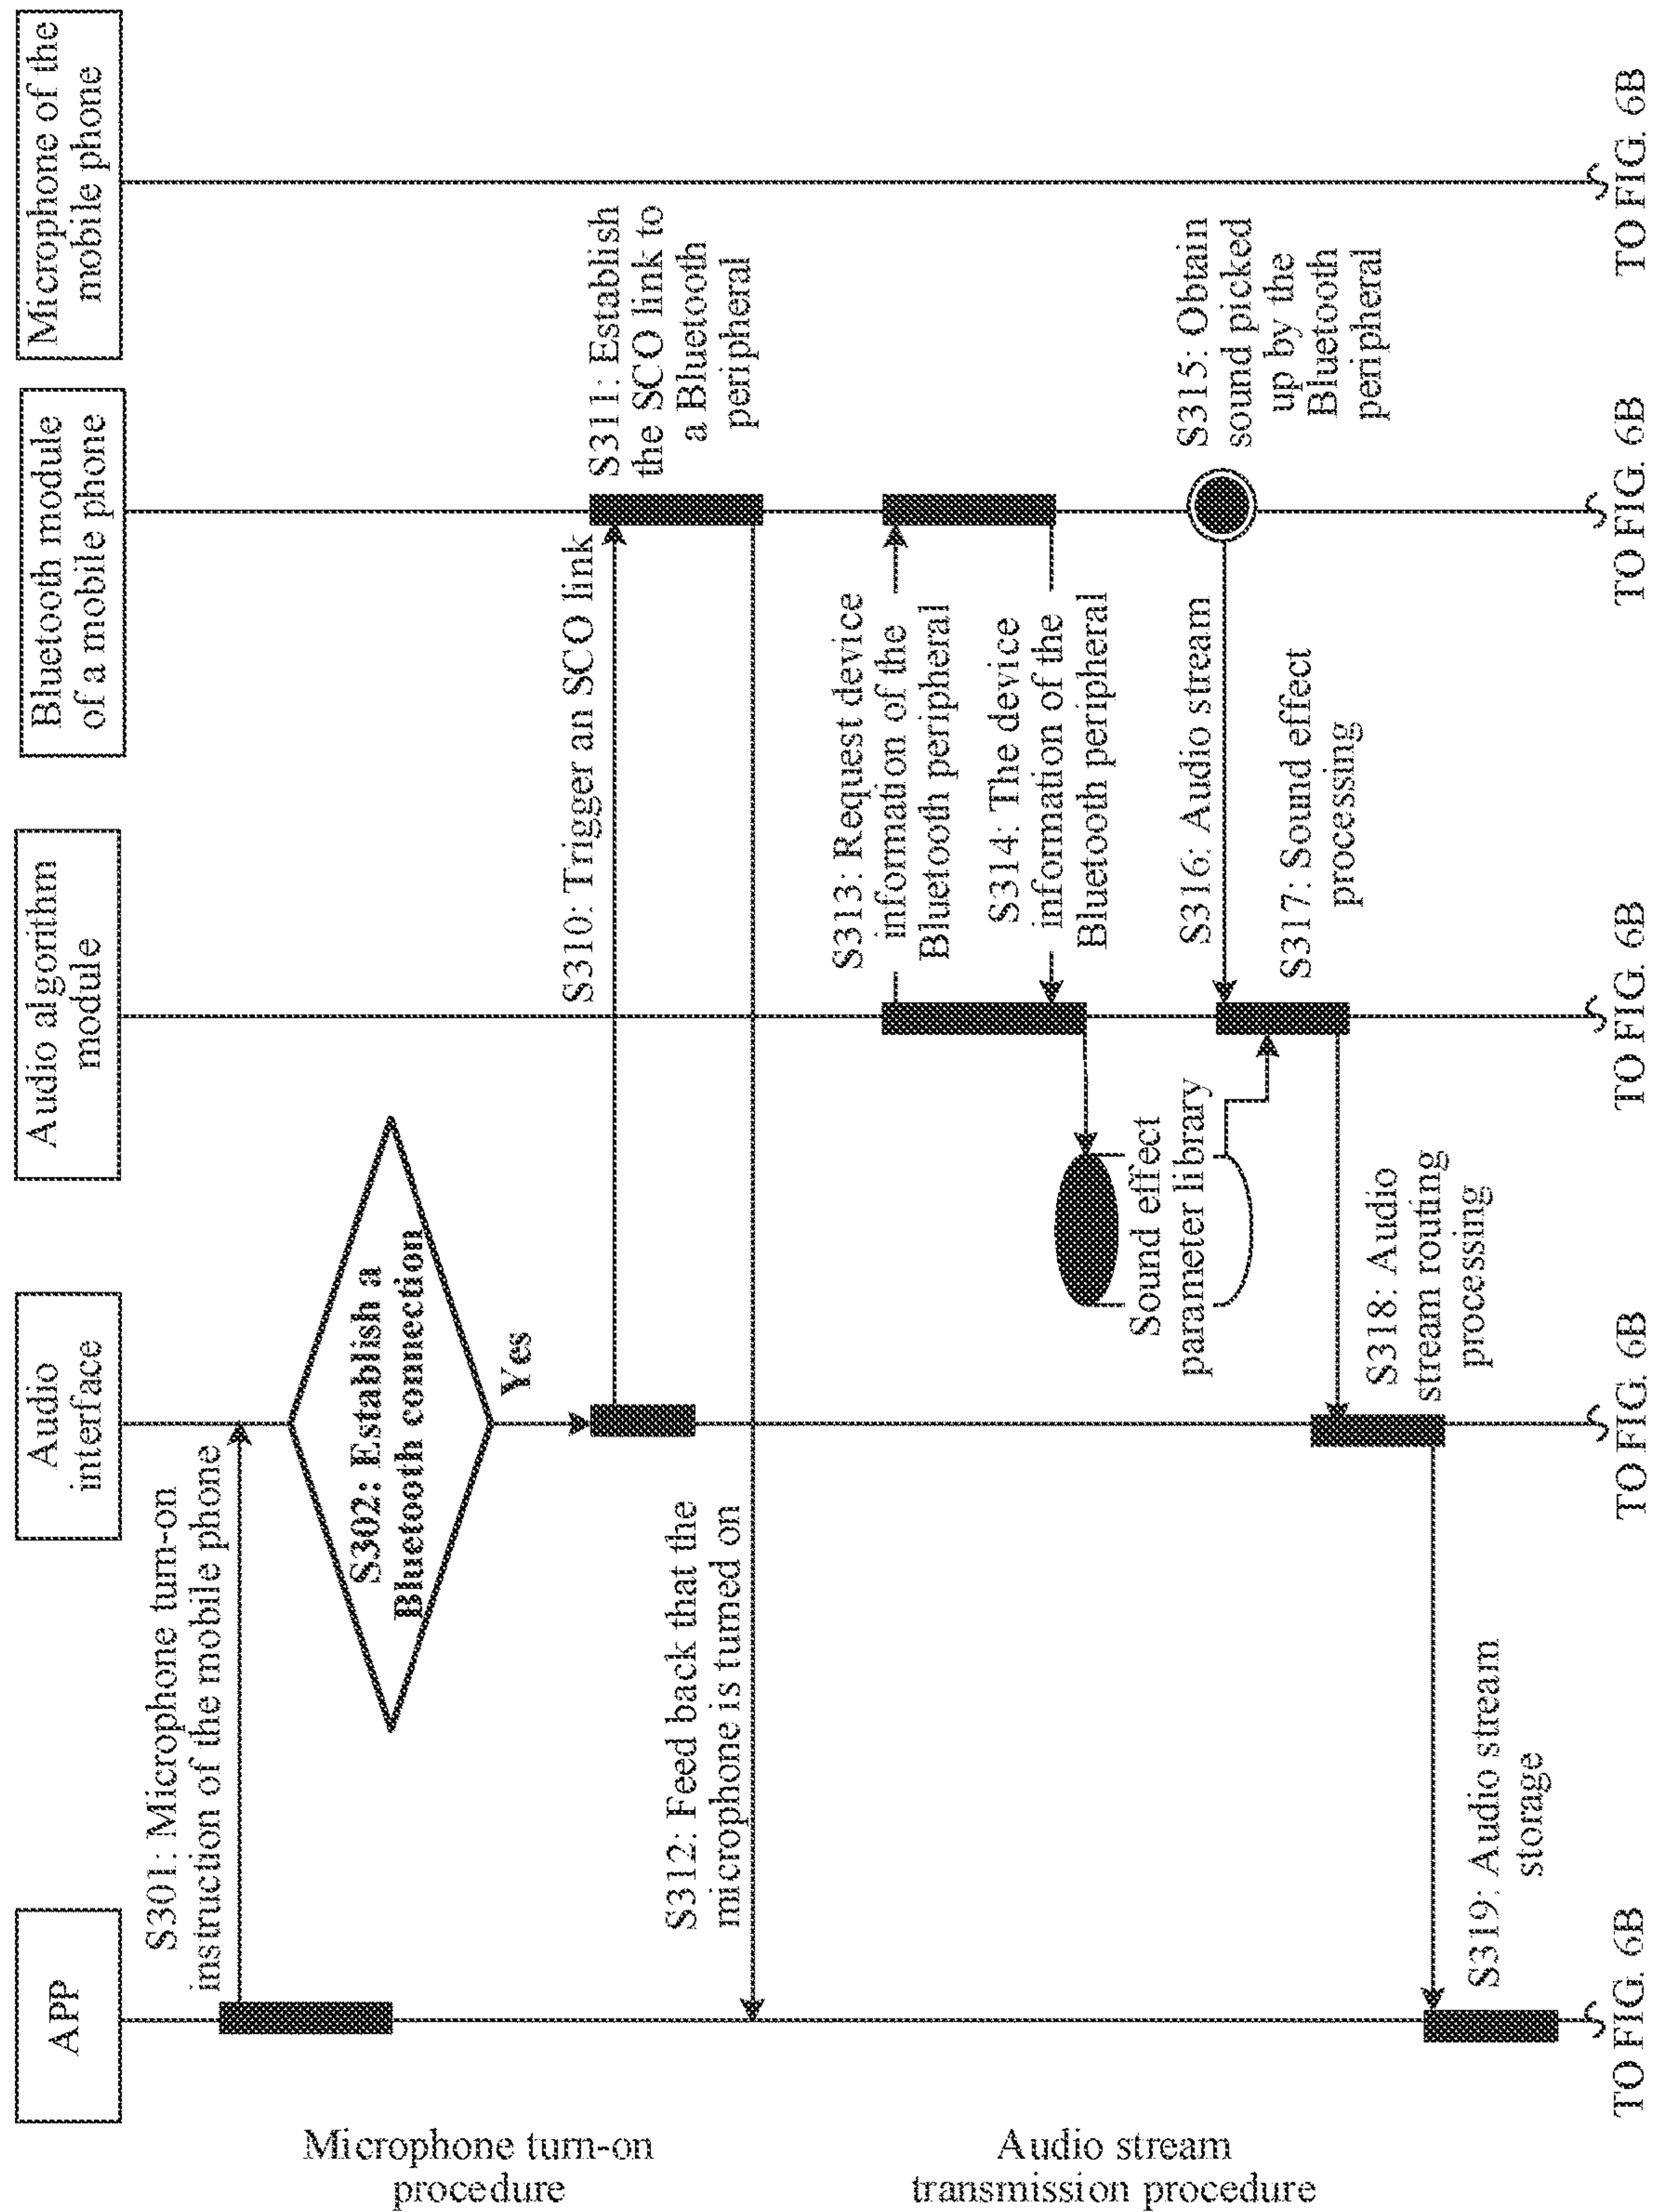 APP
Audio
interface
Audio algorithm
module
Bluetooth module
of a mobile phone
Microphone of the
mobile phone
Microphone turn-on
procedure
S301: Microphone turn-on
instruction of the mobile phone
S302: Establish a
Bluetooth connection
Yes
S310: Trigger an SCO link
S311: Establish
the SCO link to
a Bluetooth
peripheral
S312: Feed back that the
microphone is turned on
Audio stream
transmission procedure
S313: Request device
information of the
Bluetooth peripheral
S314: The device
information of the
Bluetooth peripheral
S315: Obtain
sound picked
up by the
Bluetooth
peripheral
S316: Audio stream
Sound effect
parameter library
S317: Sound effect
processing
S318: Audio
stream routing
processing
S319: Audio stream
storage
TO FIG. 6B
TO FIG. 6B
TO FIG. 6B
TO FIG. 6B
TO FIG. 6B